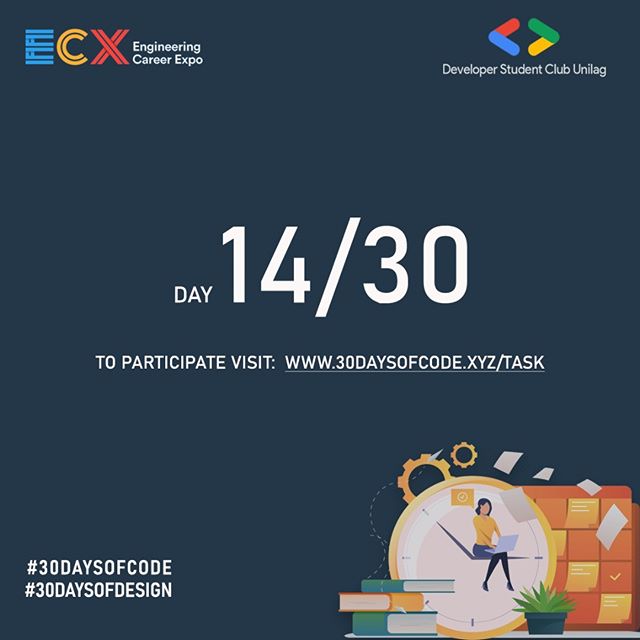 ECX Engineering
Career Expo
Developer Student Club Unilag
DAY 14/30
TO PARTICIPATE VISIT: WWW.30DAYSOFCODE.XYZ/TASK
#30DAYSOFCODE
#30DAYSOFDESIGN